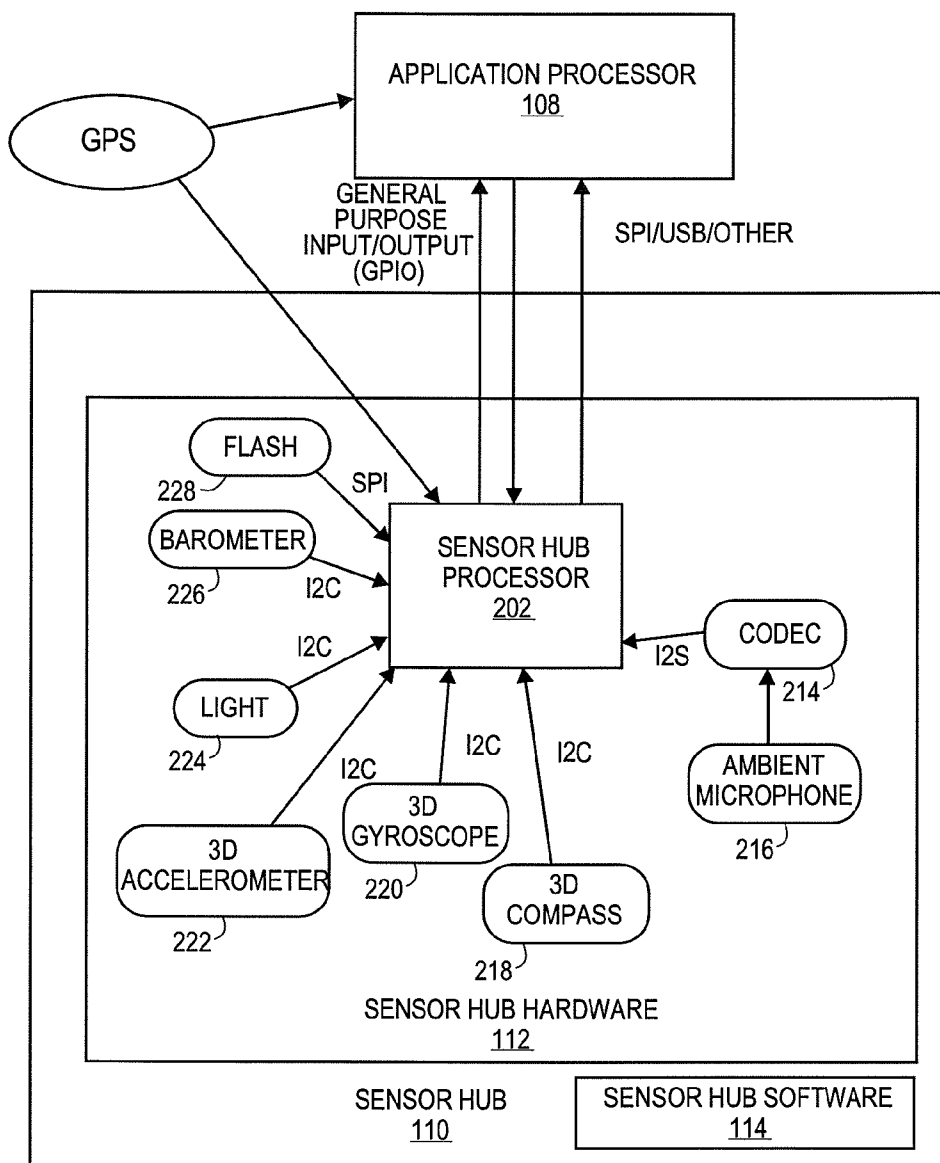 APPLICATION PROCESSOR
108
GPS
GENERAL
PURPOSE
INPUT/OUTPUT
(GPIO)
SPI/USB/OTHER
FLASH
228
SPI
BAROMETER
226
I2C
SENSOR HUB
PROCESSOR
202
I2C
LIGHT
224
I2S
CODEC
214
I2C
I2C
I2C
3D
ACCELEROMETER
222
3D
GYROSCOPE
220
3D
COMPASS
218
AMBIENT
MICROPHONE
216
SENSOR HUB HARDWARE
112
SENSOR HUB
110
SENSOR HUB SOFTWARE
114